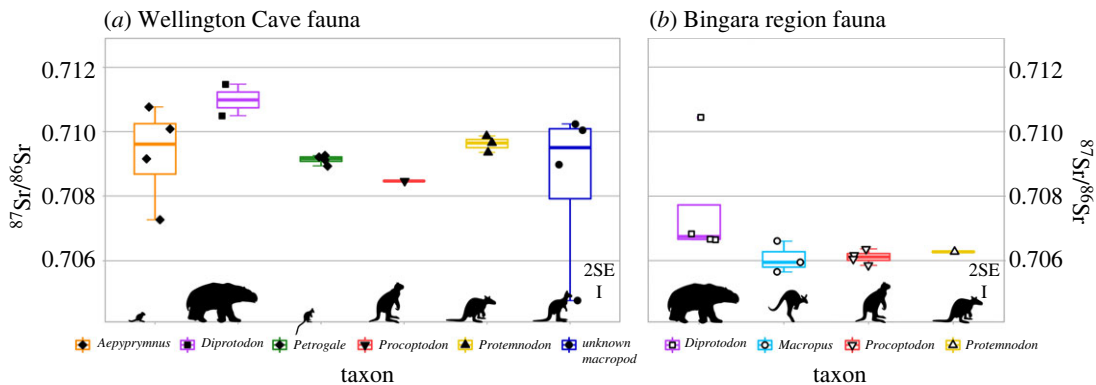 (a) Wellington Cave fauna
(b) Bingara region fauna
0.712
0.710
0.708
0.706
⁸⁷Sr/⁸⁶Sr
2SE
I
0.712
0.710
0.708
0.706
⁸⁷Sr/⁸⁶Sr
2SE
I
Aepyprymnus Diprotodon Petrogale Procoptodon Protemnodon unknown
macropod
Diprotodon Macropus Procoptodon Protemnodon
taxon
taxon